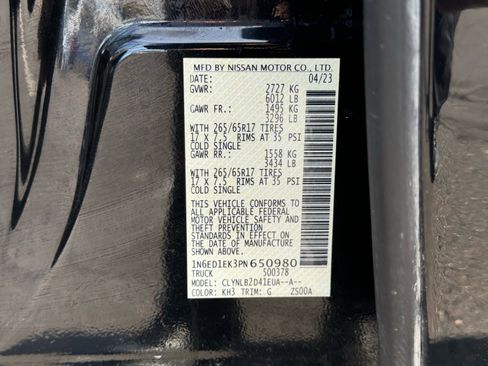 MFD BY NISSAN MOTOR CO., LTD.
DATE: 04/23
GVWR: 2727 KG
6012 LB
GAWR FR.: 1495 KG
3296 LB
WITH 265/65R17 TIRES
17 X 7.5 RIMS AT 35 PSI
COLD SINGLE
GAWR RR.: 1558 KG
3434 LB
WITH 265/65R17 TIRES
17 X 7.5 RIMS AT 35 PSI
COLD SINGLE
THIS VEHICLE CONFORMS TO
ALL APPLICABLE FEDERAL
MOTOR VEHICLE SAFETY AND
THEFT PREVENTION
STANDARDS IN EFFECT ON
THE DATE OF MANUFACTURE
SHOWN ABOVE.
1N6ED1EK3PN650980
TRUCK 500378
MODEL: CLYNLBZD41EUA--A--
COLOR: KH3 TRIM: G ZS00A